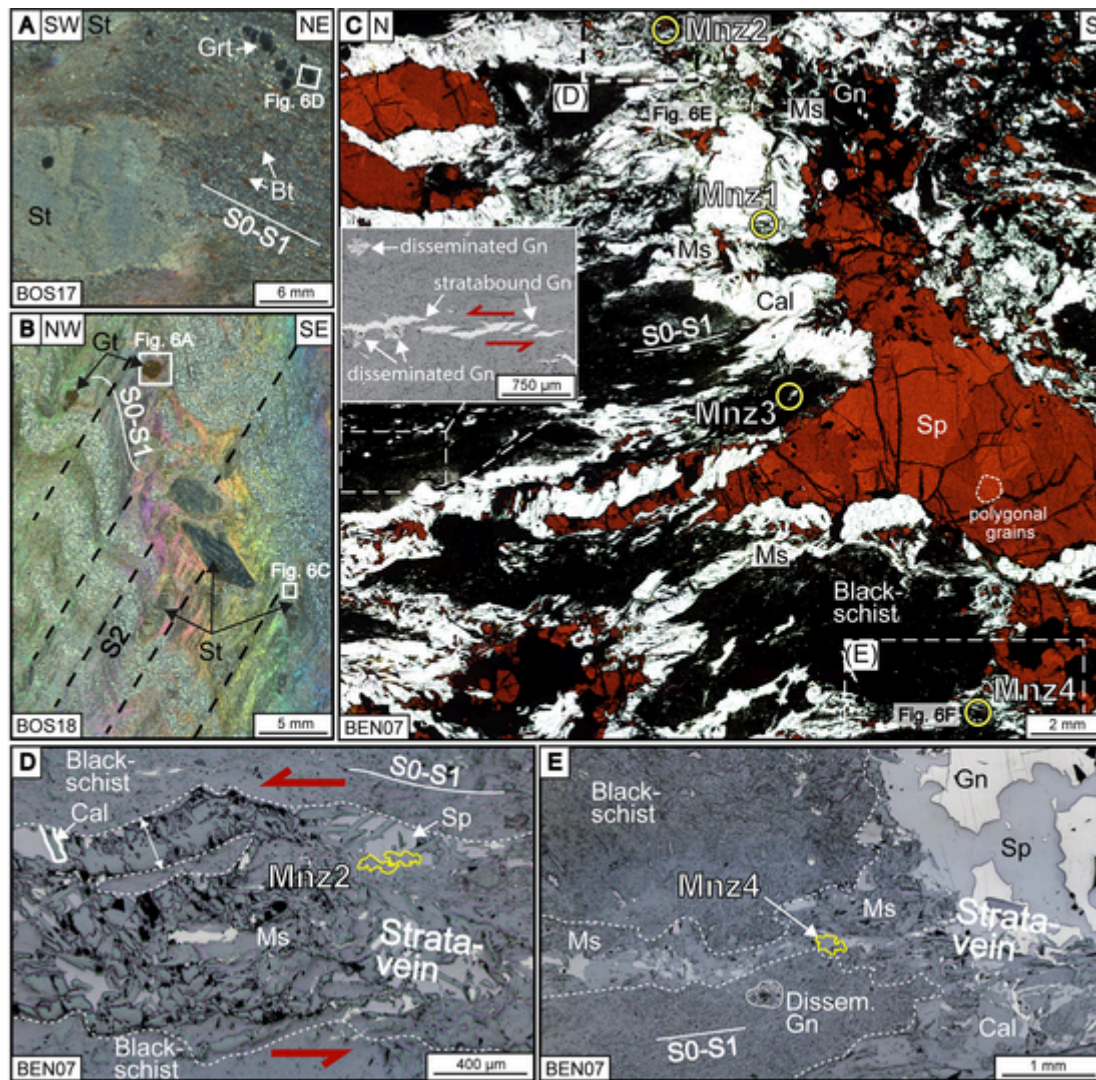 A SW St NE
Grt
Fig. 6D
Bt
St
S0-S1
BOS17
6 mm
B NW SE
Gt
Fig. 6A
S0-S1
Fig. 6C
S2
St
BOS18
5 mm
C N S
Mnz2
(D)
Gn
Ms
Fig. 6E
Mnz1
Ms
disseminated Gn
stratabound Gn
Cal
S0-S1
disseminated Gn
750 µm
Mnz3
Sp
polygonal
grains
Ms
Black-
schist
(E)
Mnz4
Fig. 6F
BEN07
2 mm
D
Black-
schist
S0-S1
Cal
Sp
Mnz2
Ms
Strata-
vein
Black-
schist
BEN07
400 µm
E
Black-
schist
Gn
Sp
Mnz4
Ms
Strata-
vein
Ms
Dissem.
Gn
Cal
S0-S1
BEN07
1 mm